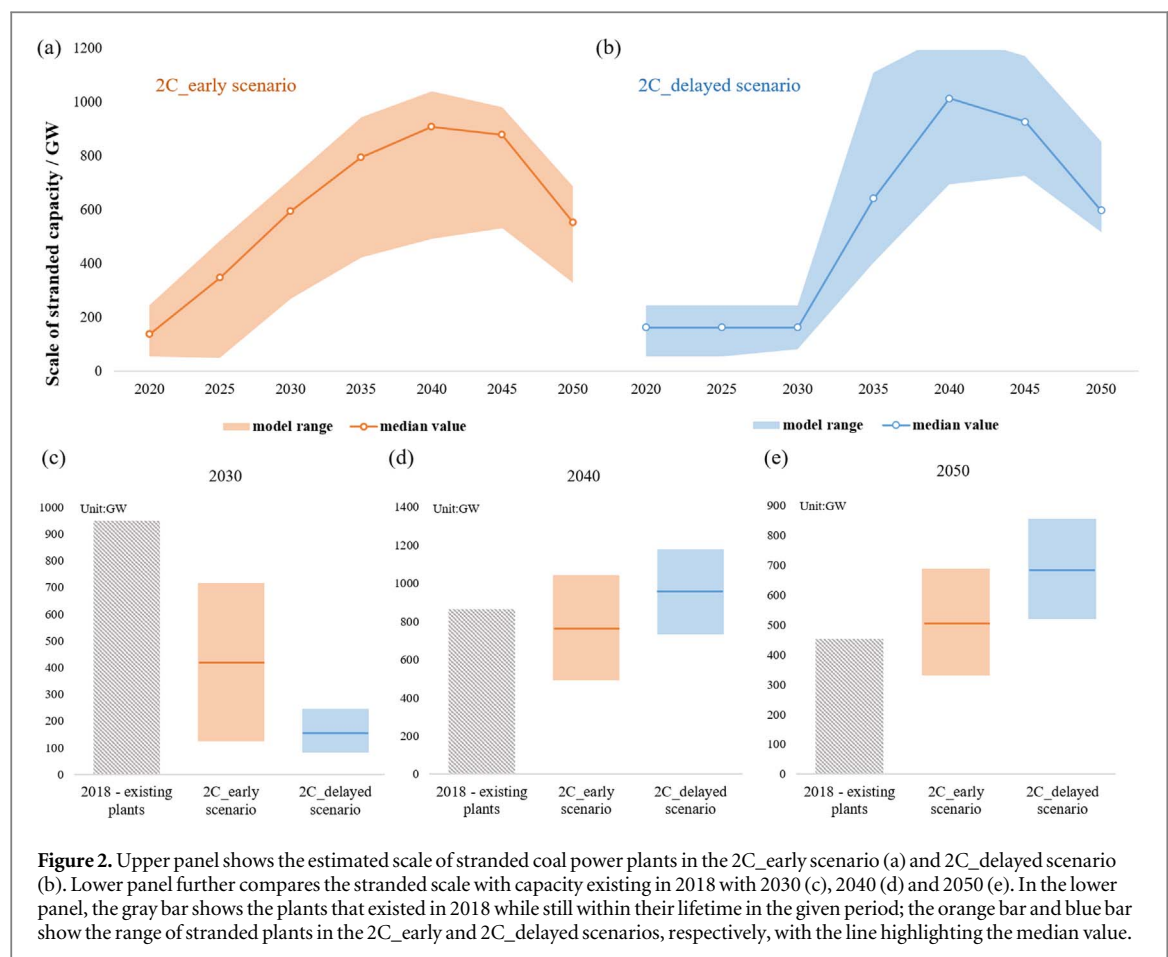 (a)
1200
2C_early scenario
1000
800
600
400
200
0
Scale of stranded capacity / GW
2020 2025 2030 2035 2040 2045 2050
model range median value
(b)
2C_delayed scenario
2020 2025 2030 2035 2040 2045 2050
model range median value
(c)
2030
Unit:GW
1000
900
800
700
600
500
400
300
200
100
0
2018 - existing plants
2C_early scenario
2C_delayed scenario
(d)
2040
Unit:GW
1400
1200
1000
800
600
400
200
0
2018 - existing plants
2C_early scenario
2C_delayed scenario
(e)
2050
Unit:GW
900
800
700
600
500
400
300
200
100
0
2018 - existing plants
2C_early scenario
2C_delayed scenario
Figure 2. Upper panel shows the estimated scale of stranded coal power plants in the 2C_early scenario (a) and 2C_delayed scenario
(b). Lower panel further compares the stranded scale with capacity existing in 2018 with 2030 (c), 2040 (d) and 2050 (e). In the lower
panel, the gray bar shows the plants that existed in 2018 while still within their lifetime in the given period; the orange bar and blue bar
show the range of stranded plants in the 2C_early and 2C_delayed scenarios, respectively, with the line highlighting the median value.